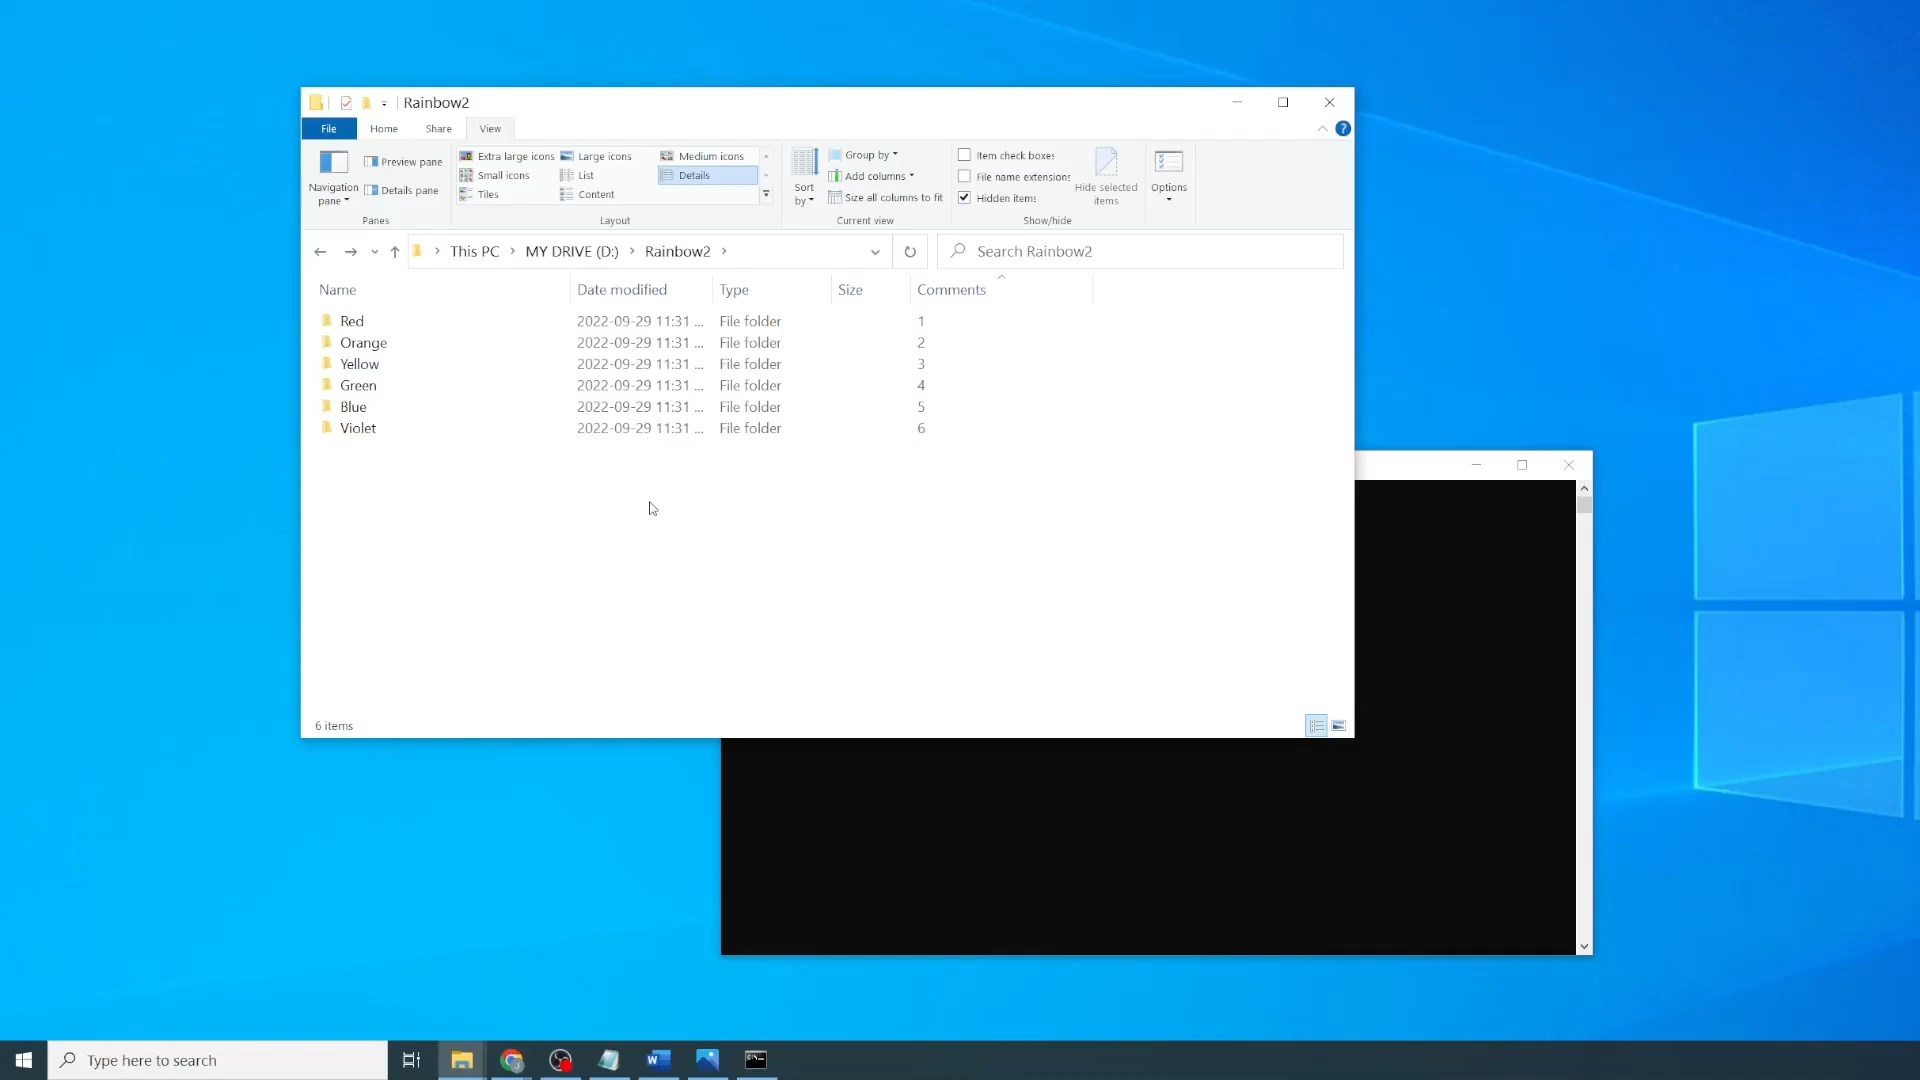 Rainbow2
File Home Share View
Navigation pane
Preview pane
Details pane
Panes
Extra large icons Large icons Medium icons
Small icons List Details
Tiles Content
Layout
Sort by
Group by
Add columns
Size all columns to fit
Current view
Item check boxes
File name extensions
Hidden items
Hide selected items
Show/hide
Options
This PC MY DRIVE (D:) Rainbow2
Search Rainbow2
Name Date modified Type Size Comments
Red 2022-09-29 11:31 ... File folder 1
Orange 2022-09-29 11:31 ... File folder 2
Yellow 2022-09-29 11:31 ... File folder 3
Green 2022-09-29 11:31 ... File folder 4
Blue 2022-09-29 11:31 ... File folder 5
Violet 2022-09-29 11:31 ... File folder 6
6 items
Type here to search